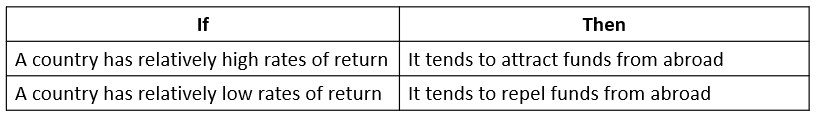 If Then
A country has relatively high rates of return It tends to attract funds from abroad
A country has relatively low rates of return It tends to repel funds from abroad